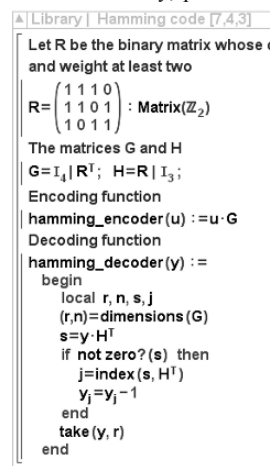 Library | Hamming code [7,4,3]
Let R be the binary matrix whose
and weight at least two
R=(1 1 1 0
1 1 0 1
1 0 1 1) : Matrix(ℤ₂)
The matrices G and H
G=I₄|Rᵀ; H=R|I₃;
Encoding function
hamming_encoder(u) :=u·G
Decoding function
hamming_decoder(y) :=
begin
local r, n, s, j
(r,n)=dimensions(G)
s=y·Hᵀ
if not zero?(s) then
j=index(s, Hᵀ)
yⱼ=yⱼ−1
end
take(y, r)
end